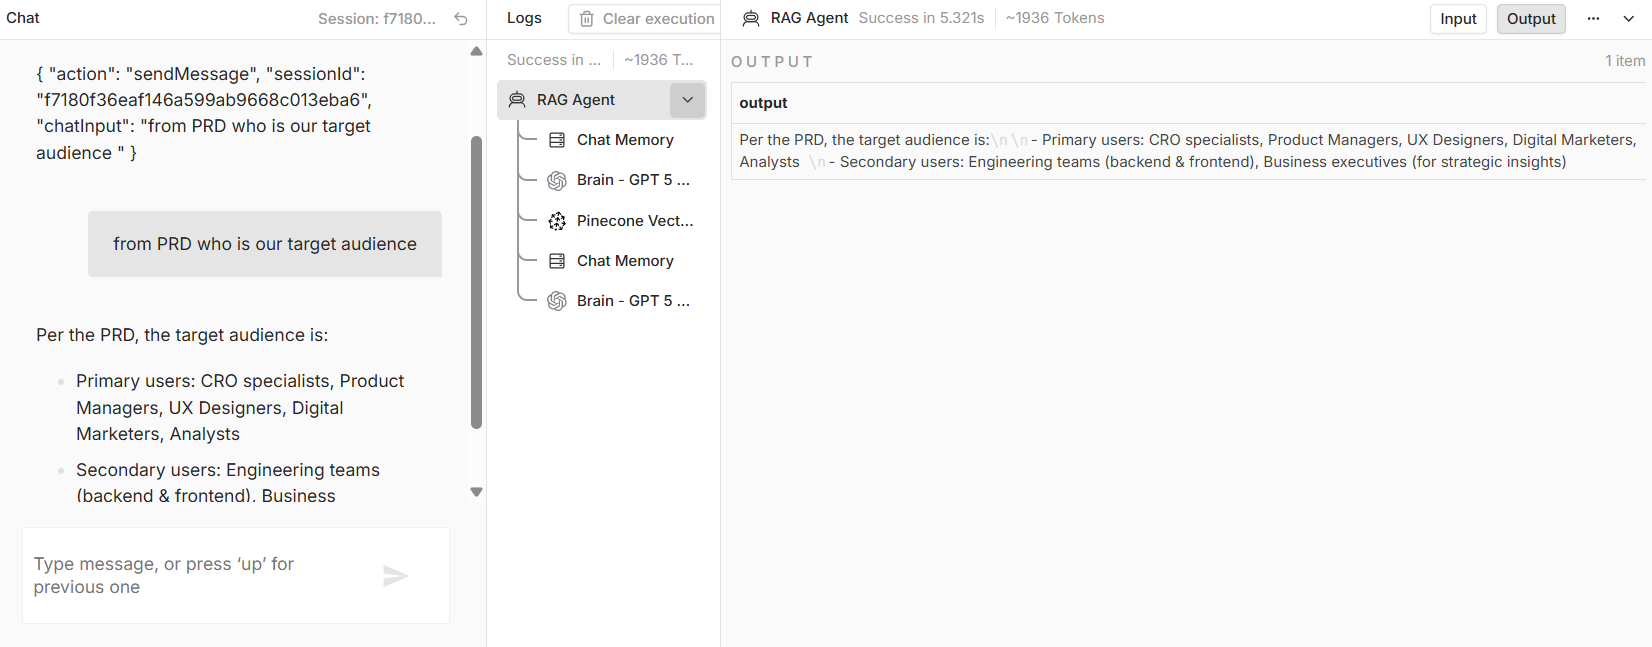 Chat
Session: f7180...
{ "action": "sendMessage", "sessionId":
"f7180f36eaf146a599ab9668c013eba6",
"chatInput": "from PRD who is our target
audience " }
from PRD who is our target audience
Per the PRD, the target audience is:
Primary users: CRO specialists, Product
Managers, UX Designers, Digital
Marketers, Analysts
Secondary users: Engineering teams
(backend & frontend), Business
Type message, or press ‘up’ for
previous one
Logs
Clear execution
Success in ...
~1936 T...
RAG Agent
Chat Memory
Brain - GPT 5 ...
Pinecone Vect...
Chat Memory
Brain - GPT 5 ...
RAG Agent Success in 5.321s ~1936 Tokens
Input
Output
...
OUTPUT
1 item
output
Per the PRD, the target audience is:\n\n- Primary users: CRO specialists, Product Managers, UX Designers, Digital Marketers,
Analysts \n- Secondary users: Engineering teams (backend & frontend), Business executives (for strategic insights)